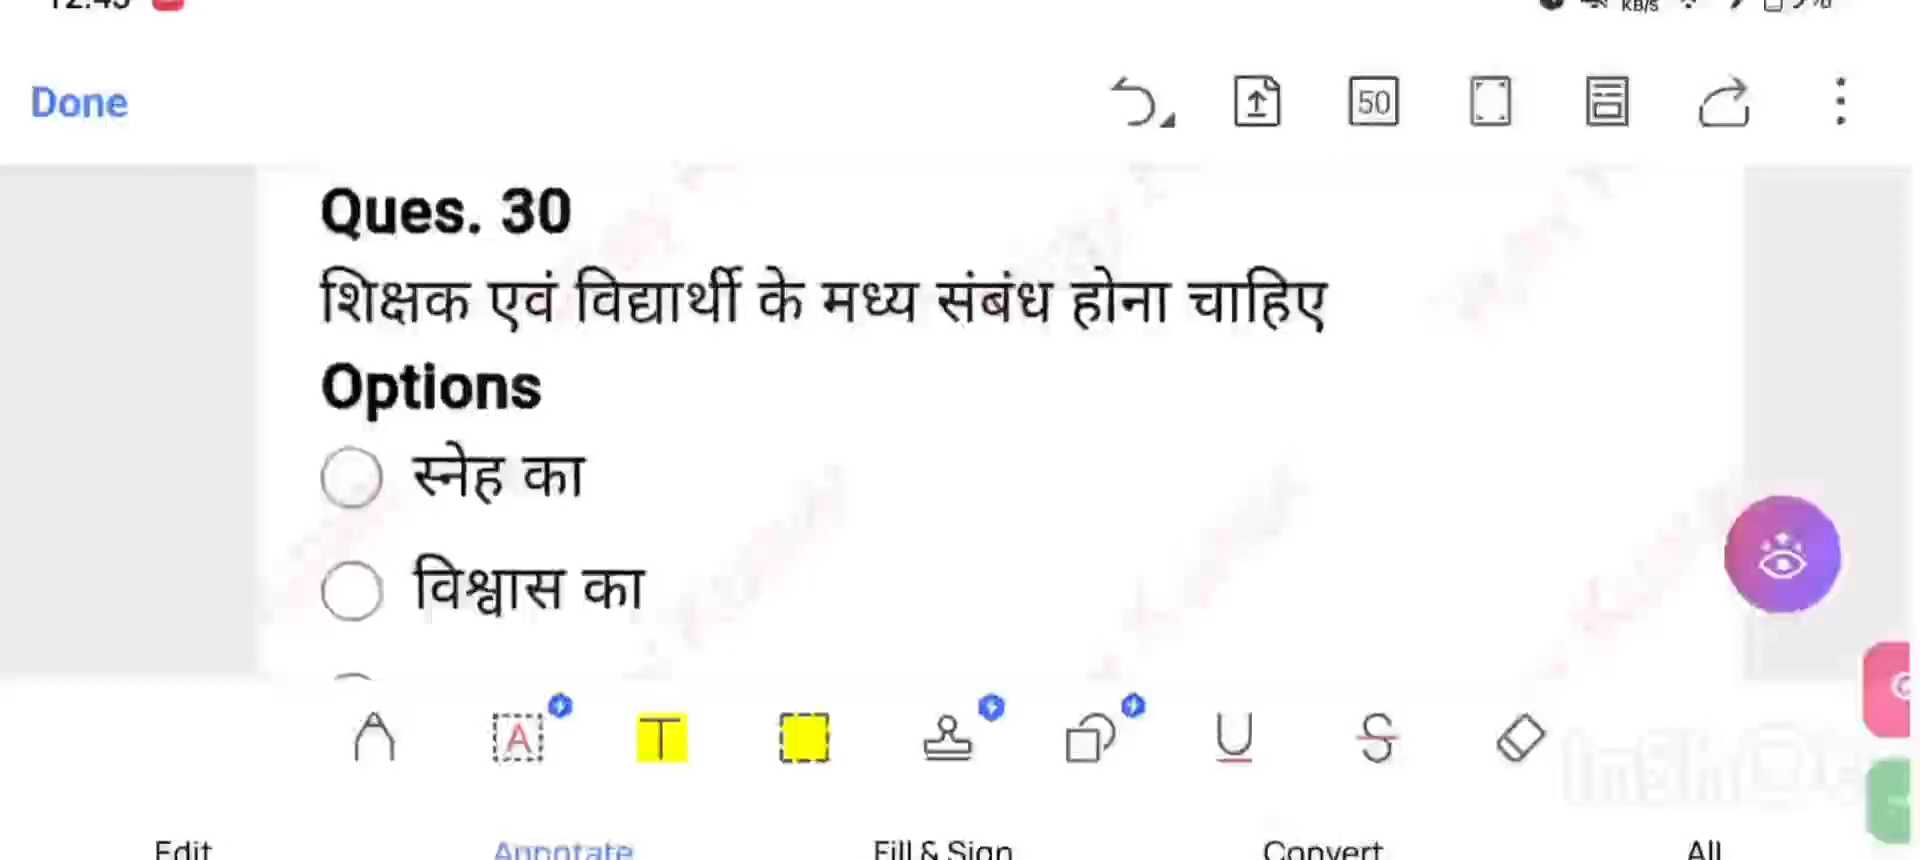 Done
50
Ques. 30
शिक्षक एवं विद्यार्थी के मध्य संबंध होना चाहिए
Options
स्नेह का
विश्वास का
A
T
U
S
Edit
Annotate
Fill & Sign
Convert
All